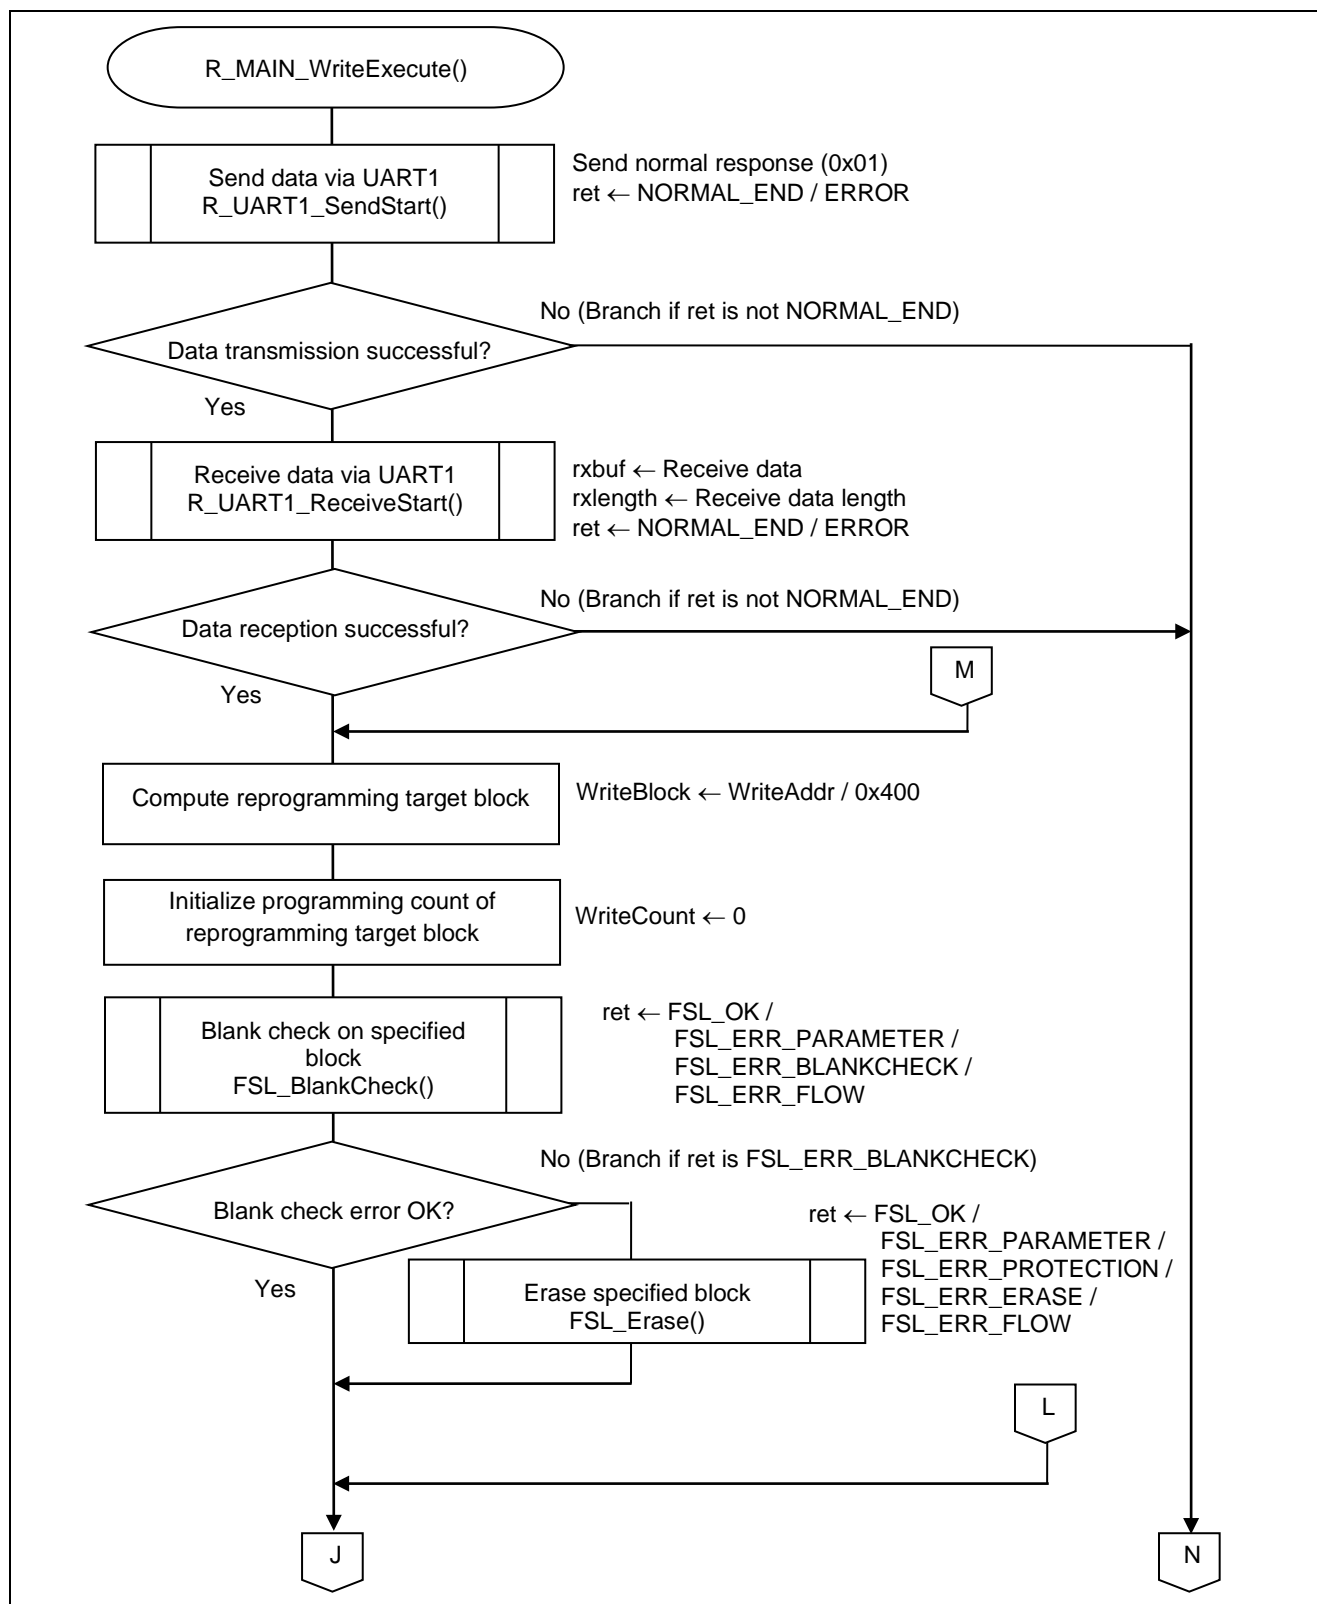 R_MAIN_WriteExecute()
Send data via UART1
R_UART1_SendStart()
Send normal response (0x01)
ret ← NORMAL_END / ERROR
No (Branch if ret is not NORMAL_END)
Data transmission successful?
Yes
Receive data via UART1
R_UART1_ReceiveStart()
rxbuf ← Receive data
rxlength ← Receive data length
ret ← NORMAL_END / ERROR
No (Branch if ret is not NORMAL_END)
Data reception successful?
M
Yes
Compute reprogramming target block
WriteBlock ← WriteAddr / 0x400
Initialize programming count of
reprogramming target block
WriteCount ← 0
Blank check on specified
block
FSL_BlankCheck()
ret ← FSL_OK /
FSL_ERR_PARAMETER /
FSL_ERR_BLANKCHECK /
FSL_ERR_FLOW
No (Branch if ret is FSL_ERR_BLANKCHECK)
Blank check error OK?
Yes
Erase specified block
FSL_Erase()
ret ← FSL_OK /
FSL_ERR_PARAMETER /
FSL_ERR_PROTECTION /
FSL_ERR_ERASE /
FSL_ERR_FLOW
L
J
N